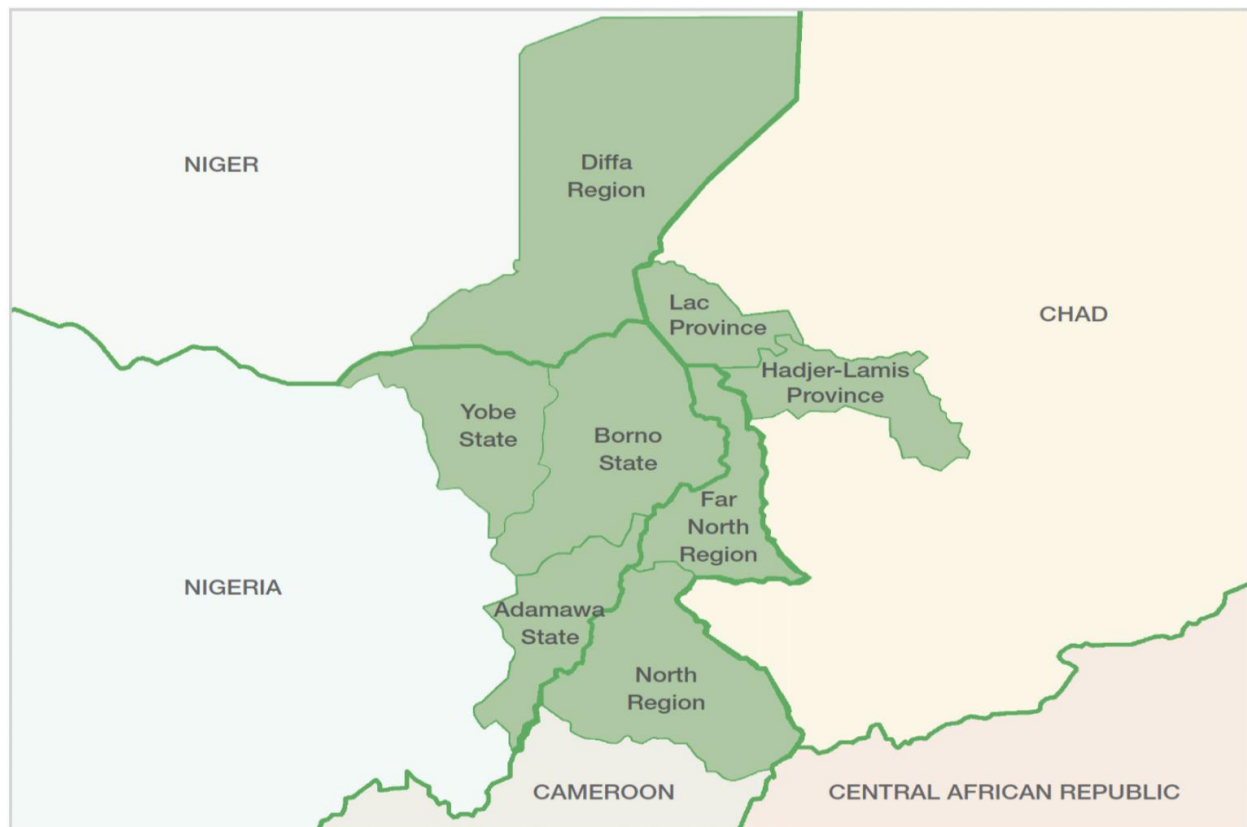 NIGER
Diffa
Region
Lac
Province
CHAD
Hadjer-Lamis
Province
Yobe
State
Borno
State
Far
North
Region
NIGERIA
Adamawa
State
North
Region
CAMEROON
CENTRAL AFRICAN REPUBLIC